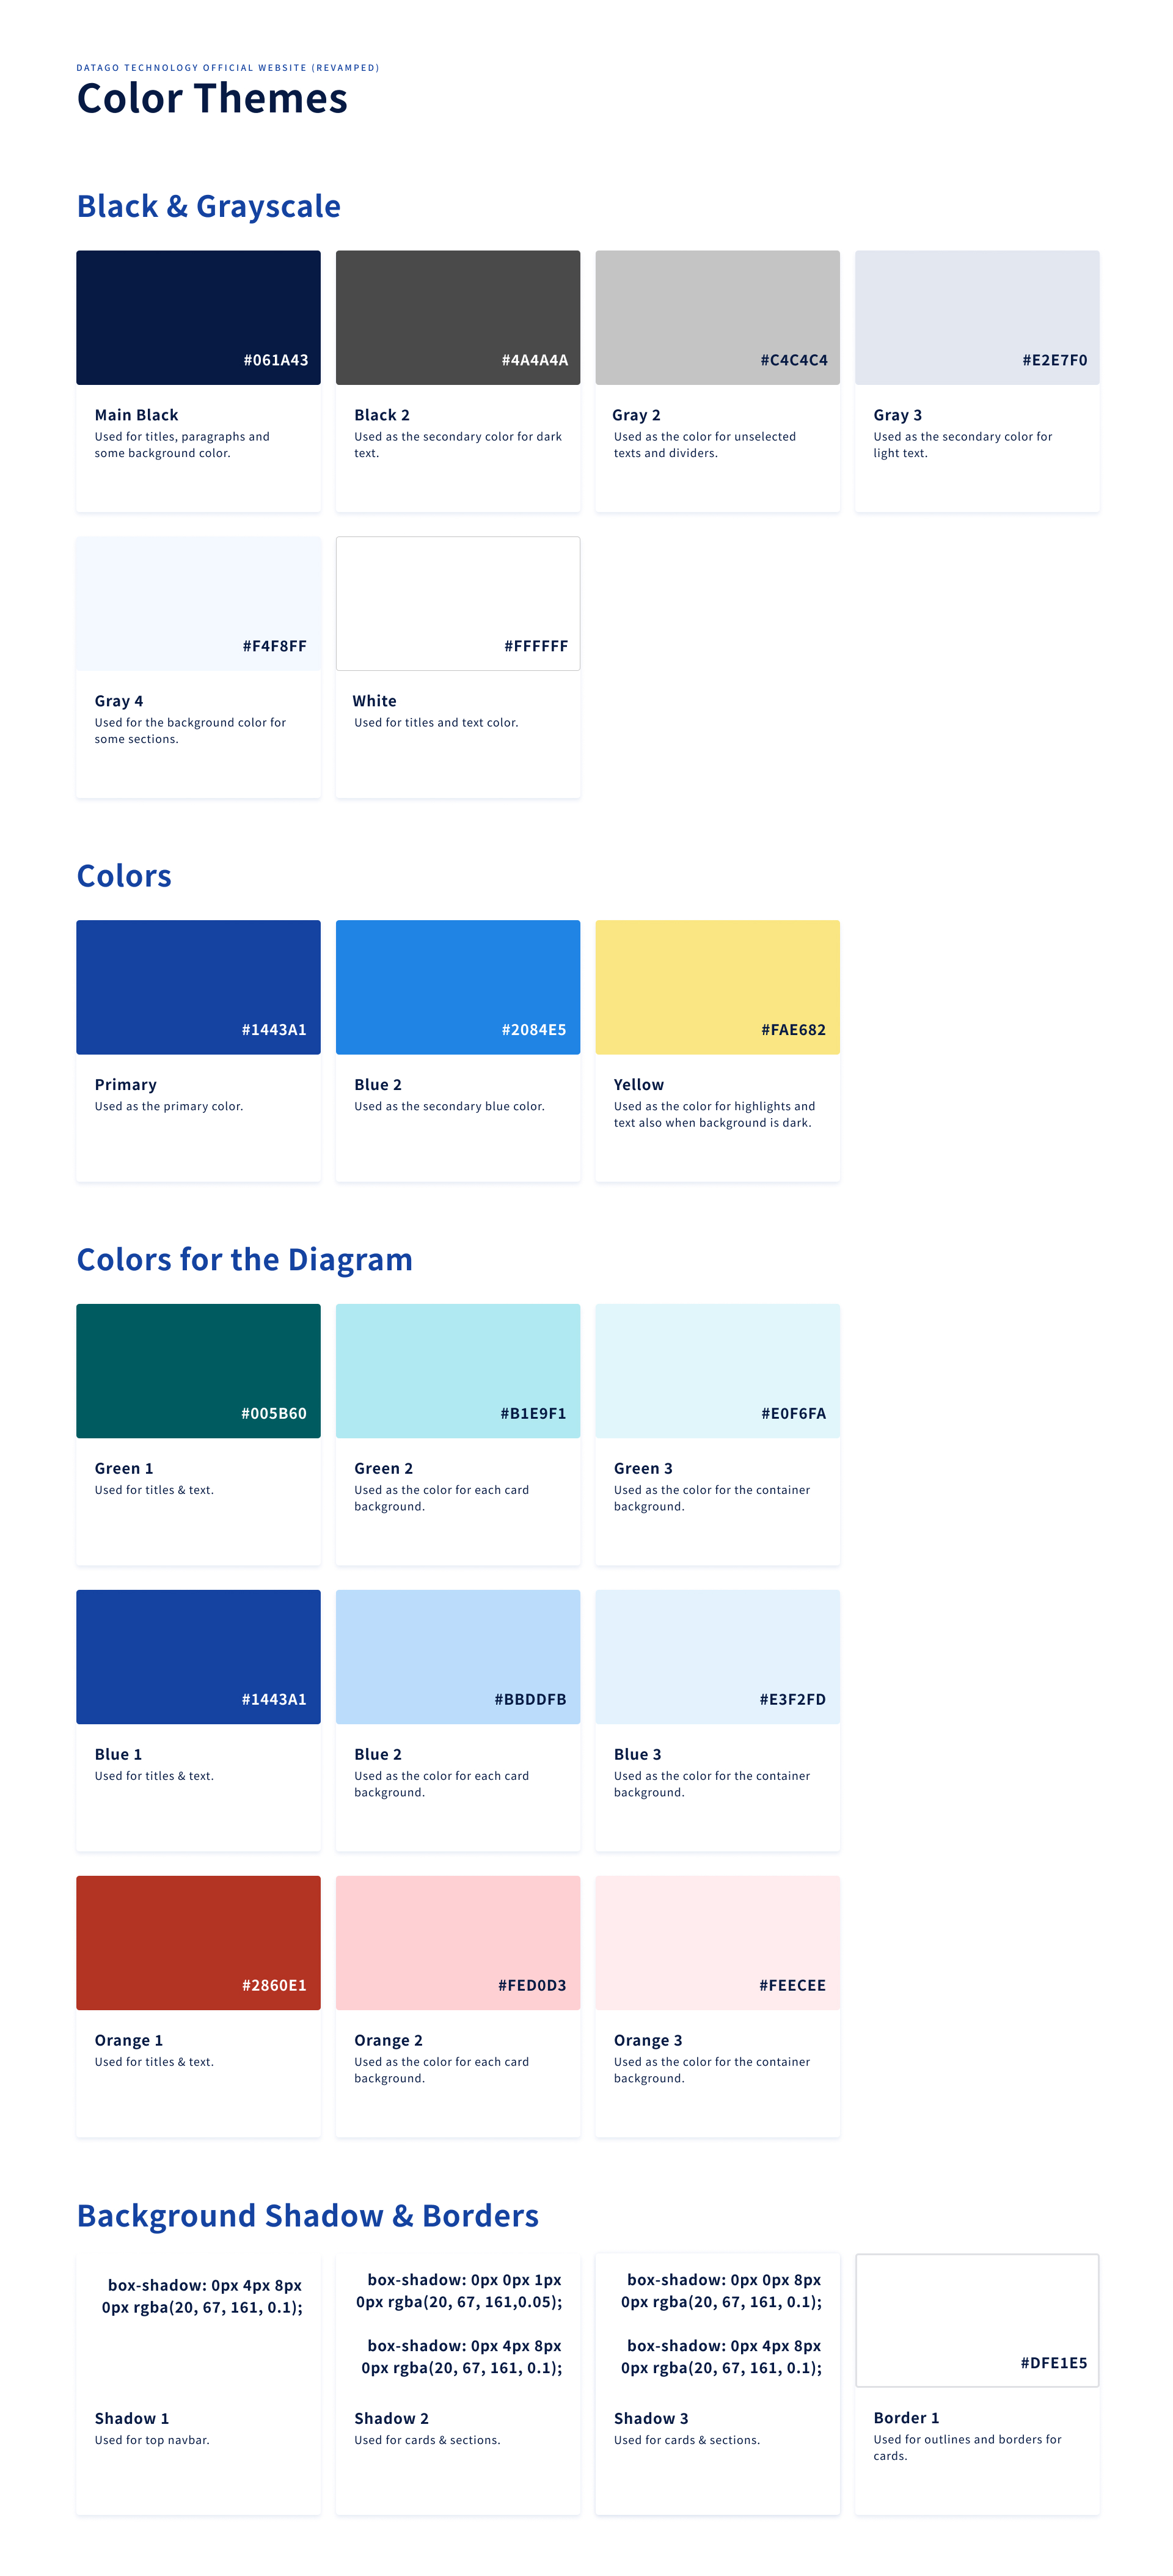 DATAGO TECHNOLOGY OFFICIAL WEBSITE (REVAMPED)
Color Themes
Black & Grayscale
#061A43
Main Black
Used for titles, paragraphs and
some background color.
#4A4A4A
Black 2
Used as the secondary color for dark
text.
#C4C4C4
Gray 2
Used as the color for unselected
texts and dividers.
#E2E7F0
Gray 3
Used as the secondary color for
light text.
#F4F8FF
Gray 4
Used for the background color for
some sections.
#FFFFFF
White
Used for titles and text color.
Colors
#1443A1
Primary
Used as the primary color.
#2084E5
Blue 2
Used as the secondary blue color.
#FAE682
Yellow
Used as the color for highlights and
text also when background is dark.
Colors for the Diagram
#005B60
Green 1
Used for titles & text.
#B1E9F1
Green 2
Used as the color for each card
background.
#E0F6FA
Green 3
Used as the color for the container
background.
#1443A1
Blue 1
Used for titles & text.
#BBDDFB
Blue 2
Used as the color for each card
background.
#E3F2FD
Blue 3
Used as the color for the container
background.
#2860E1
Orange 1
Used for titles & text.
#FED0D3
Orange 2
Used as the color for each card
background.
#FEECEE
Orange 3
Used as the color for the container
background.
Background Shadow & Borders
box-shadow: 0px 4px 8px
0px rgba(20, 67, 161, 0.1);
Shadow 1
Used for top navbar.
box-shadow: 0px 0px 1px
0px rgba(20, 67, 161,0.05);
box-shadow: 0px 4px 8px
0px rgba(20, 67, 161, 0.1);
Shadow 2
Used for cards & sections.
box-shadow: 0px 0px 8px
0px rgba(20, 67, 161, 0.1);
box-shadow: 0px 4px 8px
0px rgba(20, 67, 161, 0.1);
Shadow 3
Used for cards & sections.
#DFE1E5
Border 1
Used for outlines and borders for
cards.